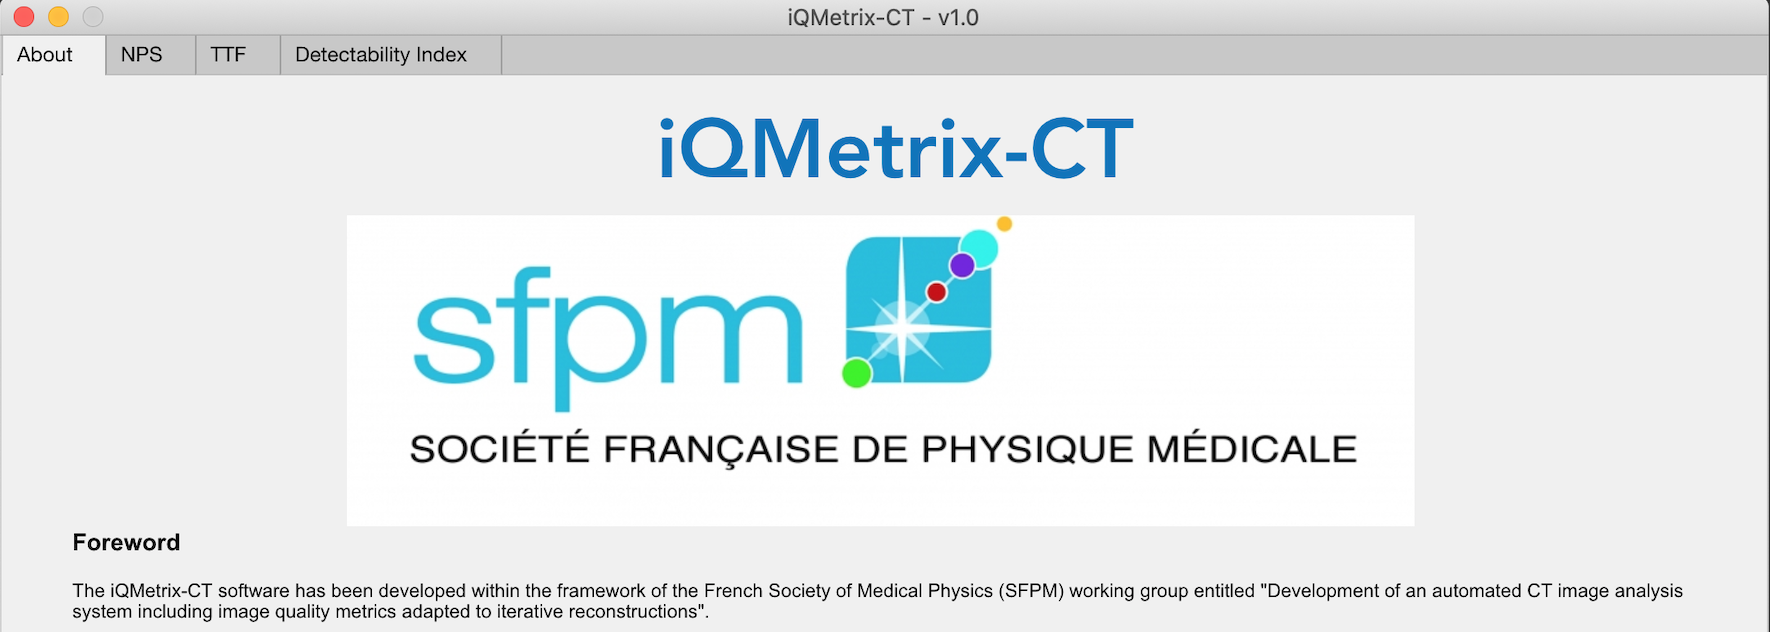 iQMetrix-CT - v1.0
About
NPS
TTF
Detectability Index
iQMetrix-CT
sfpm
SOCIÉTÉ FRANÇAISE DE PHYSIQUE MÉDICALE
Foreword
The iQMetrix-CT software has been developed within the framework of the French Society of Medical Physics (SFPM) working group entitled "Development of an automated CT image analysis
system including image quality metrics adapted to iterative reconstructions".